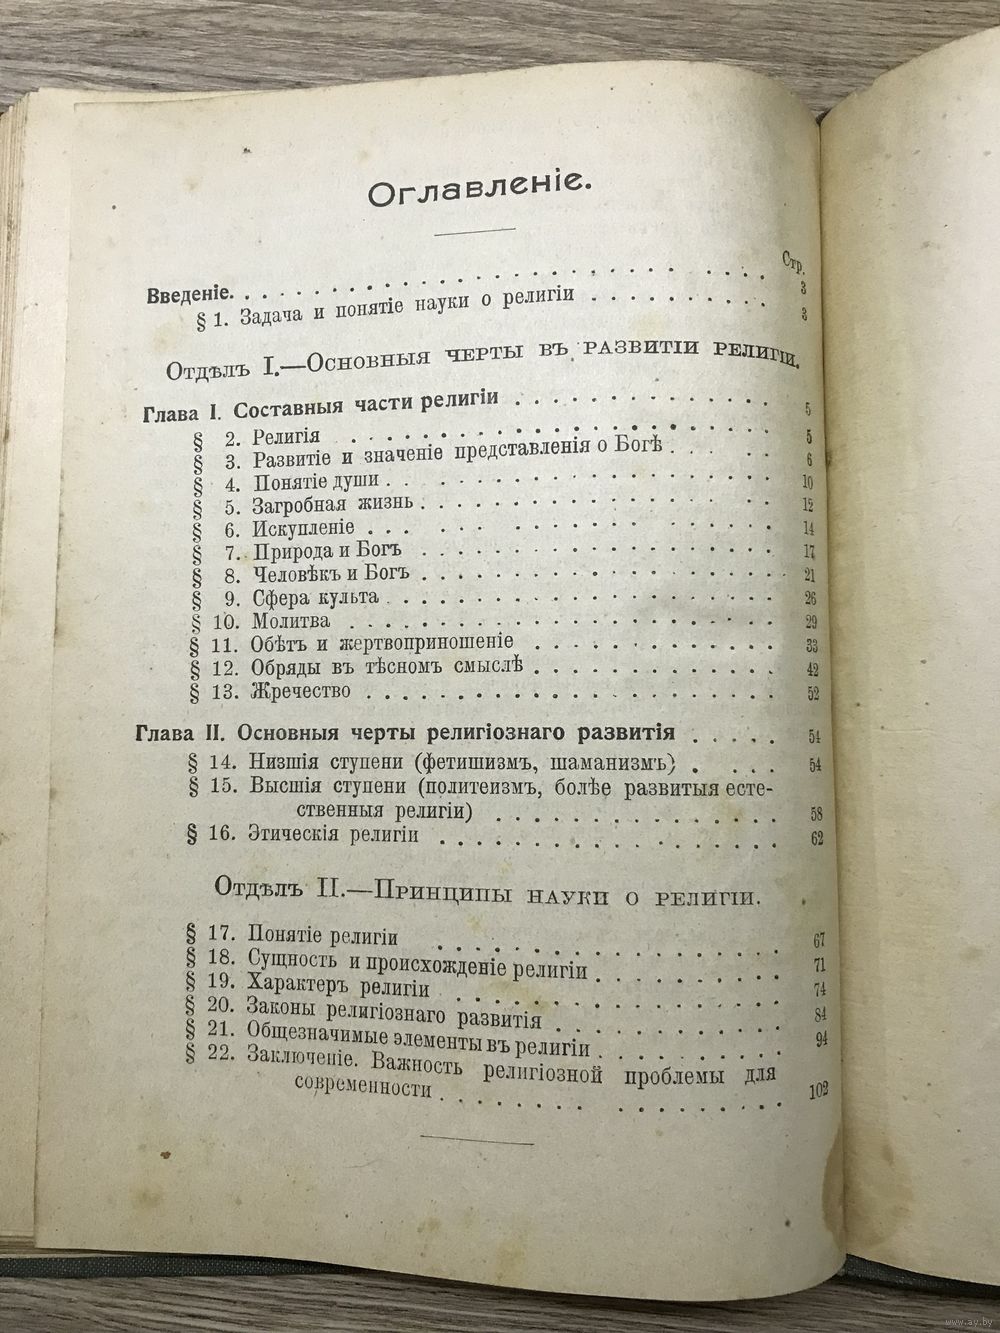 Оглавленіе.
Стр.
Введеніе. 3
§ 1. Задача и понятіе науки о религіи 3
Отдѣлъ I.—Основныя черты въ развитіи религіи.
Глава I. Составныя части религіи 5
§ 2. Религія 5
§ 3. Развитіе и значеніе представленія о Богѣ 6
§ 4. Понятіе души 10
§ 5. Загробная жизнь 12
§ 6. Искупленіе 14
§ 7. Природа и Богъ 17
§ 8. Человѣкъ и Богъ 21
§ 9. Сфера культа 26
§ 10. Молитва 29
§ 11. Обѣтъ и жертвоприношеніе 33
§ 12. Обряды въ тѣсномъ смыслѣ 42
§ 13. Жречество 52
Глава II. Основныя черты религіознаго развитія 54
§ 14. Низшія ступени (фетишизмъ, шаманизмъ) 54
§ 15. Высшія ступени (политеизмъ, болѣе развитыя есте-
ственныя религіи) 58
§ 16. Этическія религіи 62
Отдѣлъ II.—Принципы науки о религіи.
§ 17. Понятіе религіи 67
§ 18. Сущность и происхожденіе религіи 71
§ 19. Характеръ религіи 74
§ 20. Законы религіознаго развитія 84
§ 21. Общезначимые элементы въ религіи 94
§ 22. Заключеніе. Важность религіозной проблемы для
современности 102
www.ay.by